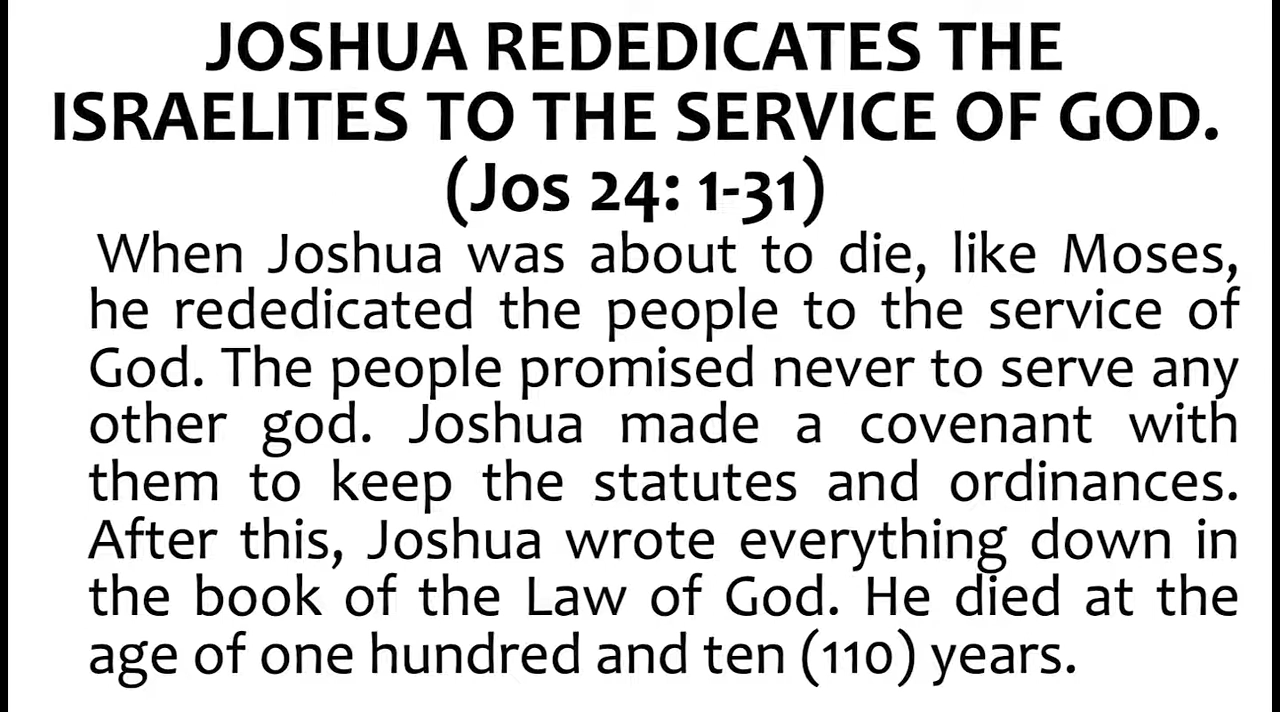 JOSHUA REDEDICATES THE
ISRAELITES TO THE SERVICE OF GOD.
(Jos 24: 1-31)
When Joshua was about to die, like Moses,
he rededicated the people to the service of
God. The people promised never to serve any
other god. Joshua made a covenant with
them to keep the statutes and ordinances.
After this, Joshua wrote everything down in
the book of the Law of God. He died at the
age of one hundred and ten (110) years.